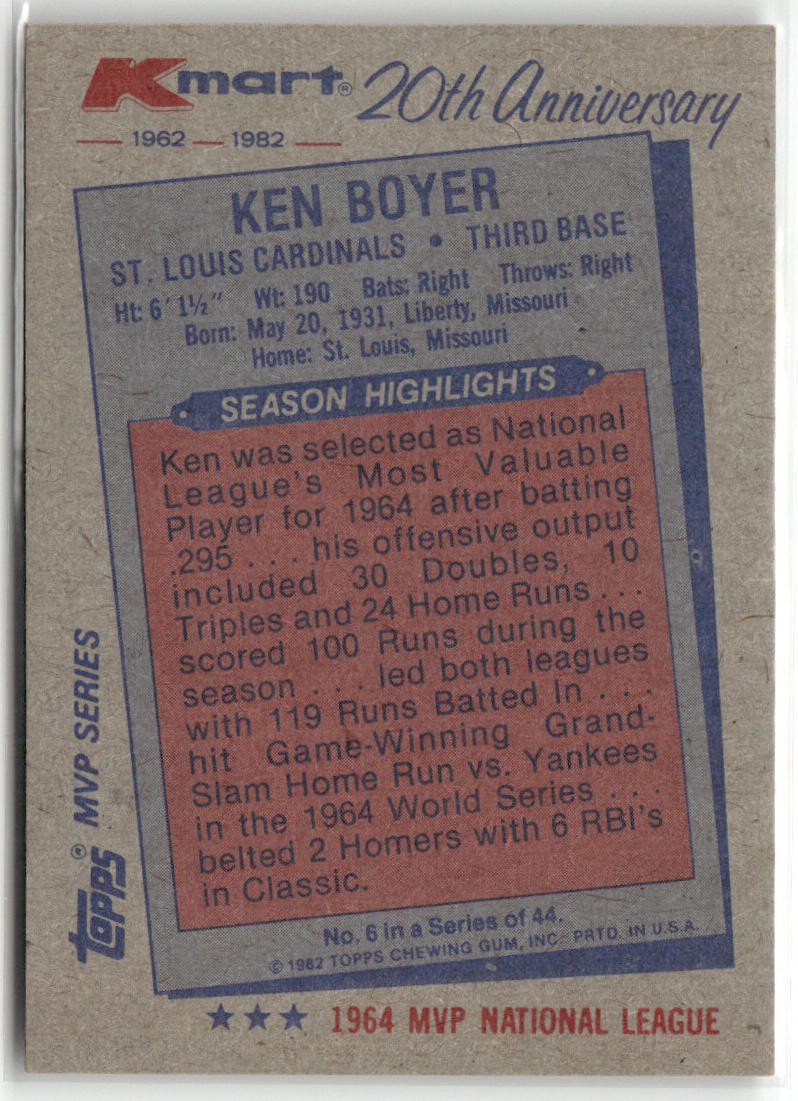 Kmart® 20th Anniversary
1962 — 1982
KEN BOYER
ST. LOUIS CARDINALS • THIRD BASE
Ht: 6' 1½" Wt: 190 Bats: Right Throws: Right
Born: May 20, 1931, Liberty, Missouri
Home: St. Louis, Missouri
SEASON HIGHLIGHTS
Ken was selected as National
League's Most Valuable
Player for 1964 after batting
.295 . . . his offensive output
included 30 Doubles, 10
Triples and 24 Home Runs . . .
scored 100 Runs during the
season . . . led both leagues
with 119 Runs Batted In . . .
hit Game-Winning Grand-
Slam Home Run vs. Yankees
in the 1964 World Series . . .
belted 2 Homers with 6 RBI's
in Classic.
No. 6 in a Series of 44.
© 1982 TOPPS CHEWING GUM, INC. PRTD. IN U.S.A.
topps® MVP SERIES
★★★ 1964 MVP NATIONAL LEAGUE